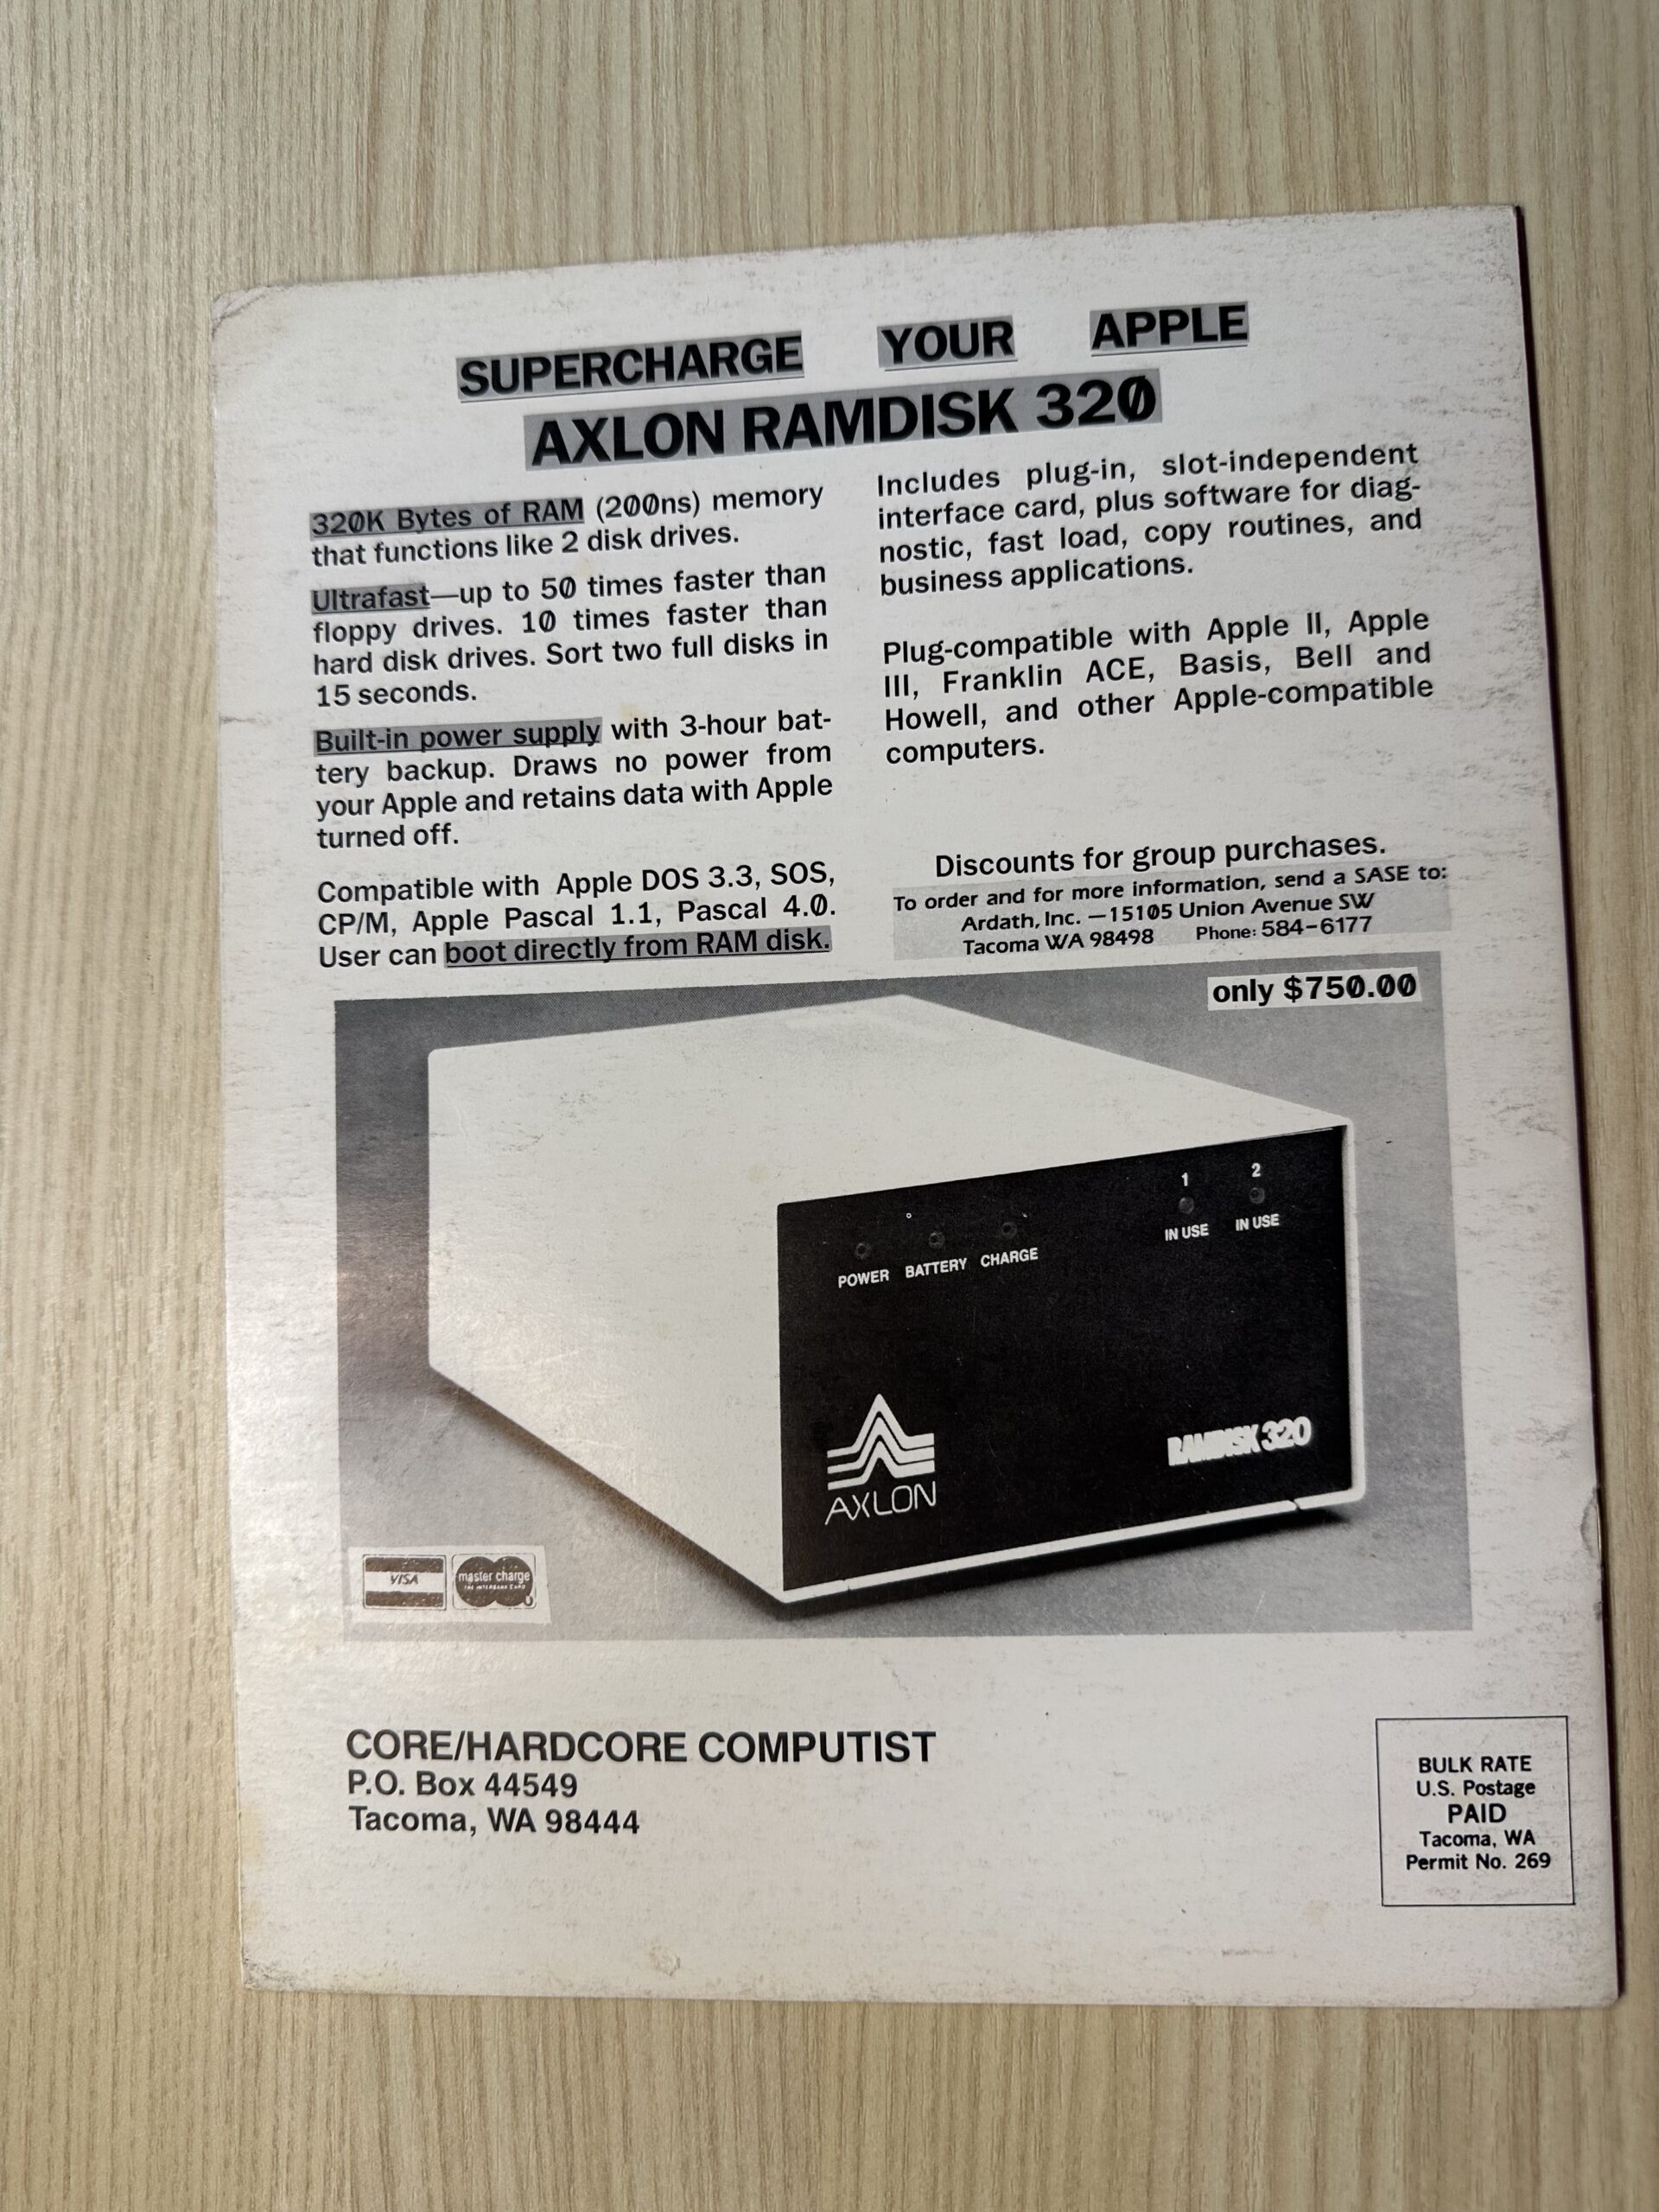 SUPERCHARGE YOUR APPLE
AXLON RAMDISK 320
320K Bytes of RAM (200ns) memory
that functions like 2 disk drives.
Ultrafast—up to 50 times faster than
floppy drives. 10 times faster than
hard disk drives. Sort two full disks in
15 seconds.
Built-in power supply with 3-hour bat-
tery backup. Draws no power from
your Apple and retains data with Apple
turned off.
Compatible with Apple DOS 3.3, SOS,
CP/M, Apple Pascal 1.1, Pascal 4.0.
User can boot directly from RAM disk.
Includes plug-in, slot-independent
interface card, plus software for diag-
nostic, fast load, copy routines, and
business applications.
Plug-compatible with Apple II, Apple
III, Franklin ACE, Basis, Bell and
Howell, and other Apple-compatible
computers.
Discounts for group purchases.
To order and for more information, send a SASE to:
Ardath, Inc. —15105 Union Avenue SW
Tacoma WA 98498 Phone: 584-6177
only $750.00
1 2
IN USE IN USE
POWER BATTERY CHARGE
RAMDISK 320
AXLON
VISA
master charge
THE INTERBANK CARD
CORE/HARDCORE COMPUTIST
P.O. Box 44549
Tacoma, WA 98444
BULK RATE
U.S. Postage
PAID
Tacoma, WA
Permit No. 269